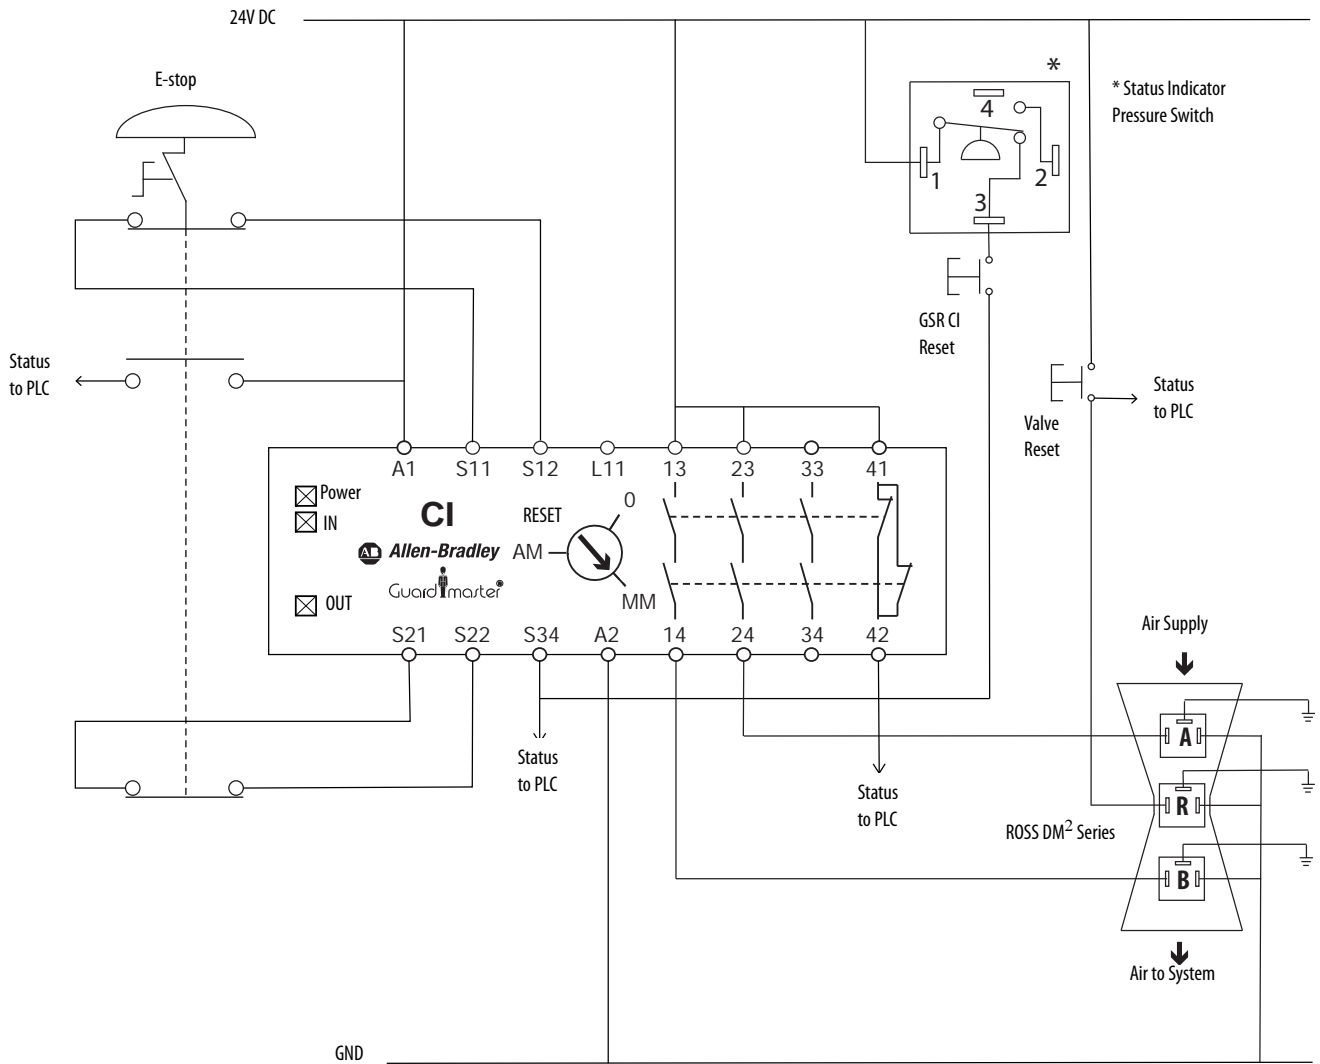 24V DC
E-stop
*
* Status Indicator
Pressure Switch
4
1
2
3
GSR CI
Reset
Status
to PLC
Status
to PLC
Valve
Reset
A1 S11 S12 L11 13 23 33 41
Power
IN
CI
RESET
0
AB Allen-Bradley
AM
Guardmaster®
MM
OUT
S21 S22 S34 A2 14 24 34 42
Air Supply
A
Status
to PLC
Status
to PLC
R
ROSS DM² Series
B
Air to System
GND